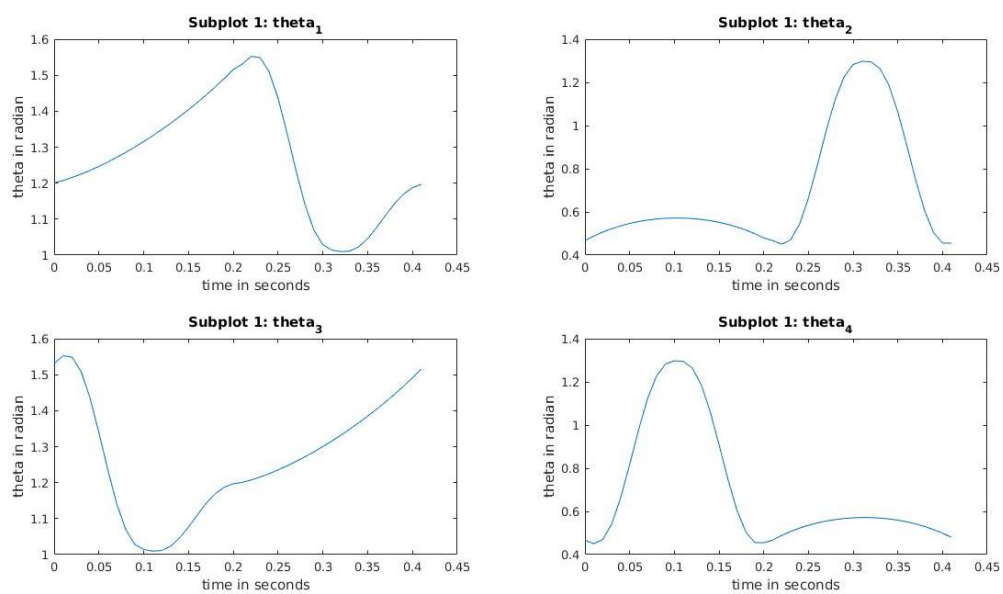 Subplot 1: theta1
1.6
1.5
1.4
1.3
1.2
1.1
1
theta in radian
0 0.05 0.1 0.15 0.2 0.25 0.3 0.35 0.4 0.45
time in seconds
Subplot 1: theta2
1.4
1.2
1
0.8
0.6
0.4
theta in radian
0 0.05 0.1 0.15 0.2 0.25 0.3 0.35 0.4 0.45
time in seconds
Subplot 1: theta3
1.6
1.5
1.4
1.3
1.2
1.1
1
theta in radian
0 0.05 0.1 0.15 0.2 0.25 0.3 0.35 0.4 0.45
time in seconds
Subplot 1: theta4
1.4
1.2
1
0.8
0.6
0.4
theta in radian
0 0.05 0.1 0.15 0.2 0.25 0.3 0.35 0.4 0.45
time in seconds